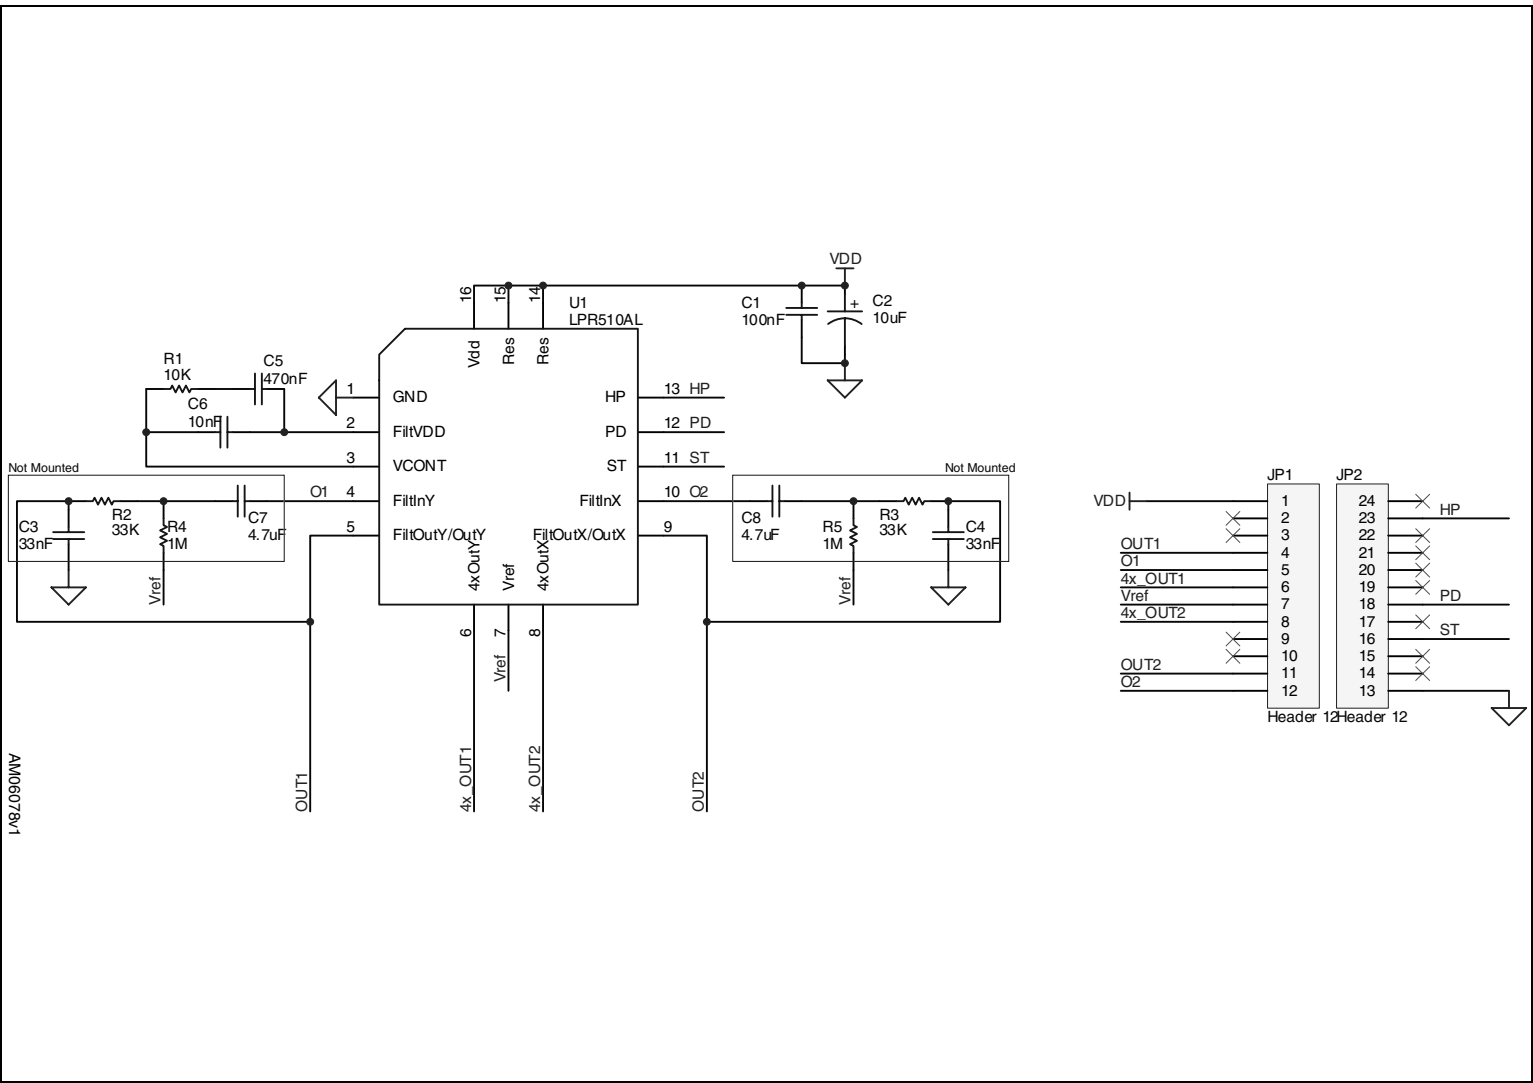 VDD
C1
100nF
+
C2
10uF
16
15
14
U1
LPR510AL
Vdd
Res
Res
R1
10K
C5
470nF
C6
10nF
1
GND
2
FiltVDD
3
VCONT
O1
4
FiltInY
5
FiltOutY/OutY
HP
13
HP
PD
12
PD
ST
11
ST
FiltInX
10
O2
FiltOutX/OutX
9
4xOutY
Vref
4xOutX
6
7
8
Vref
Not Mounted
C3
33nF
R2
33K
R4
1M
C7
4.7uF
Vref
Not Mounted
C8
4.7uF
R5
1M
R3
33K
C4
33nF
Vref
OUT1
4x_OUT1
4x_OUT2
OUT2
JP1
JP2
VDD
1
24
2
23
HP
3
22
OUT1
4
21
O1
5
20
4x_OUT1
6
19
Vref
7
18
PD
4x_OUT2
8
17
9
16
ST
10
15
OUT2
11
14
O2
12
13
Header 12
Header 12
AM06078v1